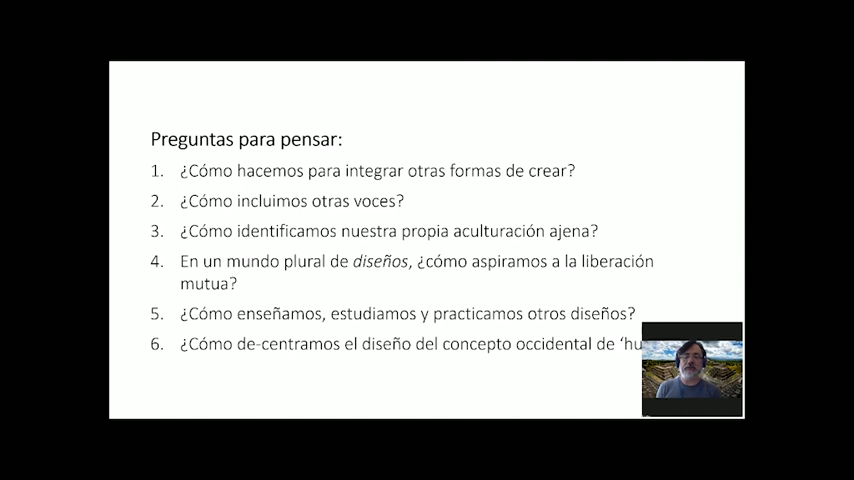 Preguntas para pensar:
1. ¿Cómo hacemos para integrar otras formas de crear?
2. ¿Cómo incluimos otras voces?
3. ¿Cómo identificamos nuestra propia aculturación ajena?
4. En un mundo plural de diseños, ¿cómo aspiramos a la liberación
mutua?
5. ¿Cómo enseñamos, estudiamos y practicamos otros diseños?
6. ¿Cómo de-centramos el diseño del concepto occidental de